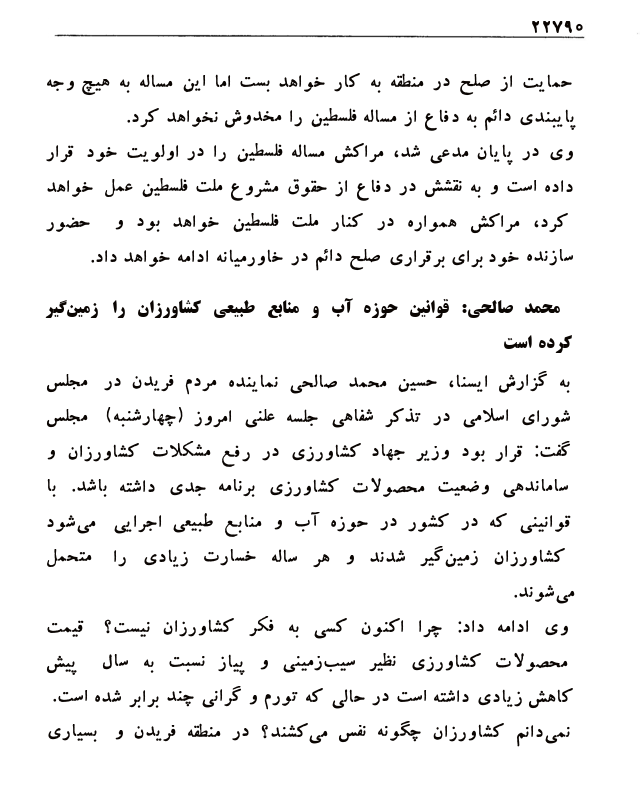 ۲۲۷۹۰
حمایت از صلح در منطقه به کار خواهد بست اما این مساله به هیچ وجه
پایبندی دائم به دفاع از مساله فلسطین را مخدوش نخواهد کرد.
وی در پایان مدعی شد، مراکش مساله فلسطین را در اولویت خود قرار
داده است و به نقشش در دفاع از حقوق مشروع ملت فلسطین عمل خواهد
کرد، مراکش همواره در کنار ملت فلسطین خواهد بود و حضور
سازنده خود برای برقراری صلح دائم در خاورمیانه ادامه خواهد داد.
محمد صالحی: قوانین حوزه آب و منابع طبیعی کشاورزان را زمین‌گیر
کرده است
به گزارش ایسنا، حسین محمد صالحی نماینده مردم فریدن در مجلس
شورای اسلامی در تذکر شفاهی جلسه علنی امروز (چهارشنبه) مجلس
گفت: قرار بود وزیر جهاد کشاورزی در رفع مشکلات کشاورزان و
ساماندهی وضعیت محصولات کشاورزی برنامه جدی داشته باشد. با
قوانینی که در کشور در حوزه آب و منابع طبیعی اجرایی می‌شود
کشاورزان زمین‌گیر شدند و هر ساله خسارت زیادی را متحمل
می‌شوند.
وی ادامه داد: چرا اکنون کسی به فکر کشاورزان نیست؟ قیمت
محصولات کشاورزی نظیر سیب‌زمینی و پیاز نسبت به سال پیش
کاهش زیادی داشته است در حالی که تورم و گرانی چند برابر شده است.
نمی‌دانم کشاورزان چگونه نفس می‌کشند؟ در منطقه فریدن و بسیاری